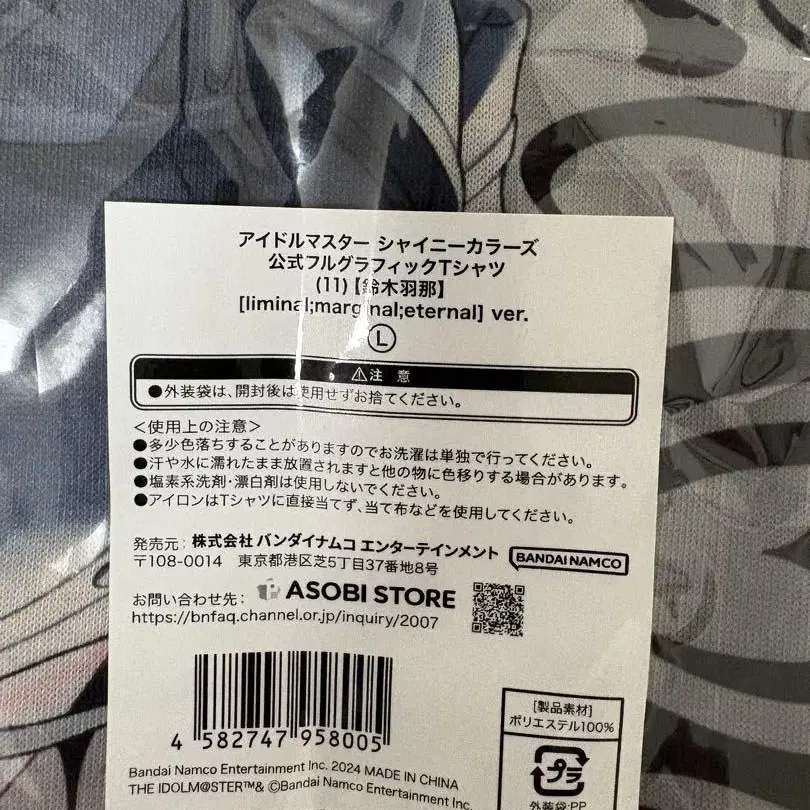 アイドルマスター シャイニーカラーズ
公式フルグラフィックTシャツ
(11)【鈴木羽那】
[liminal;marginal;eternal] ver.
L
⚠注 意
●外装袋は、開封後は使用せずお捨てください。
<使用上の注意>
●多少色落ちすることがありますのでお洗濯は単独で行ってください。
●汗や水に濡れたまま放置されますと他の物に色移りする場合があります。
●塩素系洗剤・漂白剤は使用しないでください。
●アイロンはTシャツに直接当てず、当て布などを使用してください。
発売元: 株式会社 バンダイナムコ エンターテインメント
〒108-0014 東京都港区芝5丁目37番地8号
BANDAI NAMCO
お問い合わせ先: ASOBI STORE
https://bnfaq.channel.or.jp/inquiry/2007
4 582747 958005
[製品素材]
ポリエステル100%
プラ
外装袋:PP
Bandai Namco Entertainment Inc. 2024 MADE IN CHINA
THE IDOLM@STER™& ©Bandai Namco Entertainment Inc.